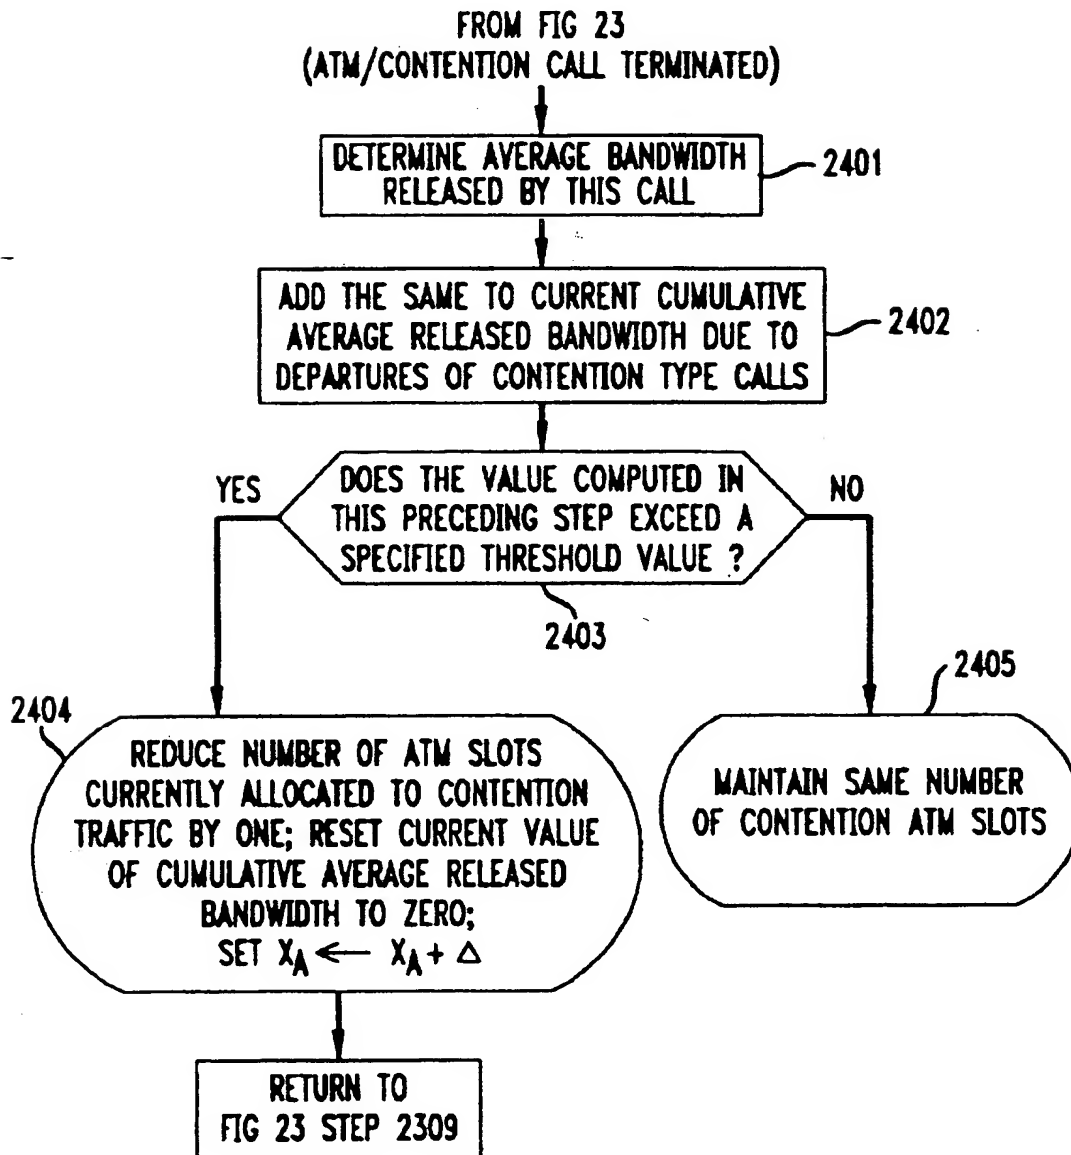 FROM FIG 23
(ATM/CONTENTION CALL TERMINATED)
DETERMINE AVERAGE BANDWIDTH
RELEASED BY THIS CALL
2401
ADD THE SAME TO CURRENT CUMULATIVE
AVERAGE RELEASED BANDWIDTH DUE TO
DEPARTURES OF CONTENTION TYPE CALLS
2402
YES
DOES THE VALUE COMPUTED IN
THIS PRECEDING STEP EXCEED A
SPECIFIED THRESHOLD VALUE ?
NO
2403
2404
REDUCE NUMBER OF ATM SLOTS
CURRENTLY ALLOCATED TO CONTENTION
TRAFFIC BY ONE; RESET CURRENT VALUE
OF CUMULATIVE AVERAGE RELEASED
BANDWIDTH TO ZERO;
SET X_A ← X_A + Δ
2405
MAINTAIN SAME NUMBER
OF CONTENTION ATM SLOTS
RETURN TO
FIG 23 STEP 2309